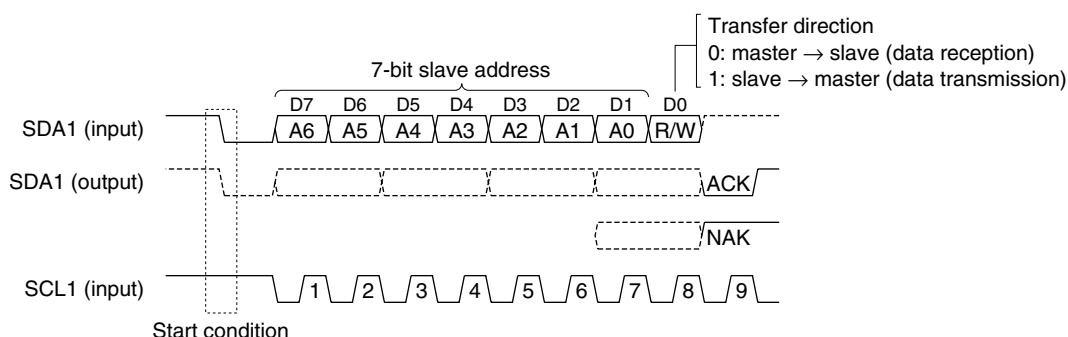 Transfer direction
0: master → slave (data reception)
1: slave → master (data transmission)
7-bit slave address
D7 D6 D5 D4 D3 D2 D1 D0
SDA1 (input) A6 A5 A4 A3 A2 A1 A0 R/W
SDA1 (output) ACK
NAK
SCL1 (input) 1 2 3 4 5 6 7 8 9
Start condition